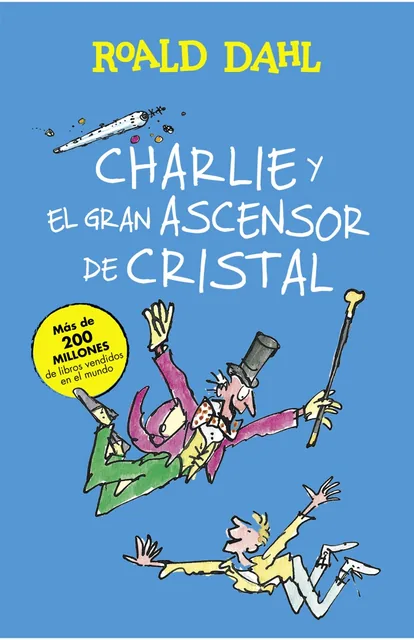 ROALD DAHL
CHARLIE Y
EL GRAN ASCENSOR
DE CRISTAL
Más de
200
MILLONES
de libros vendidos
en el mundo